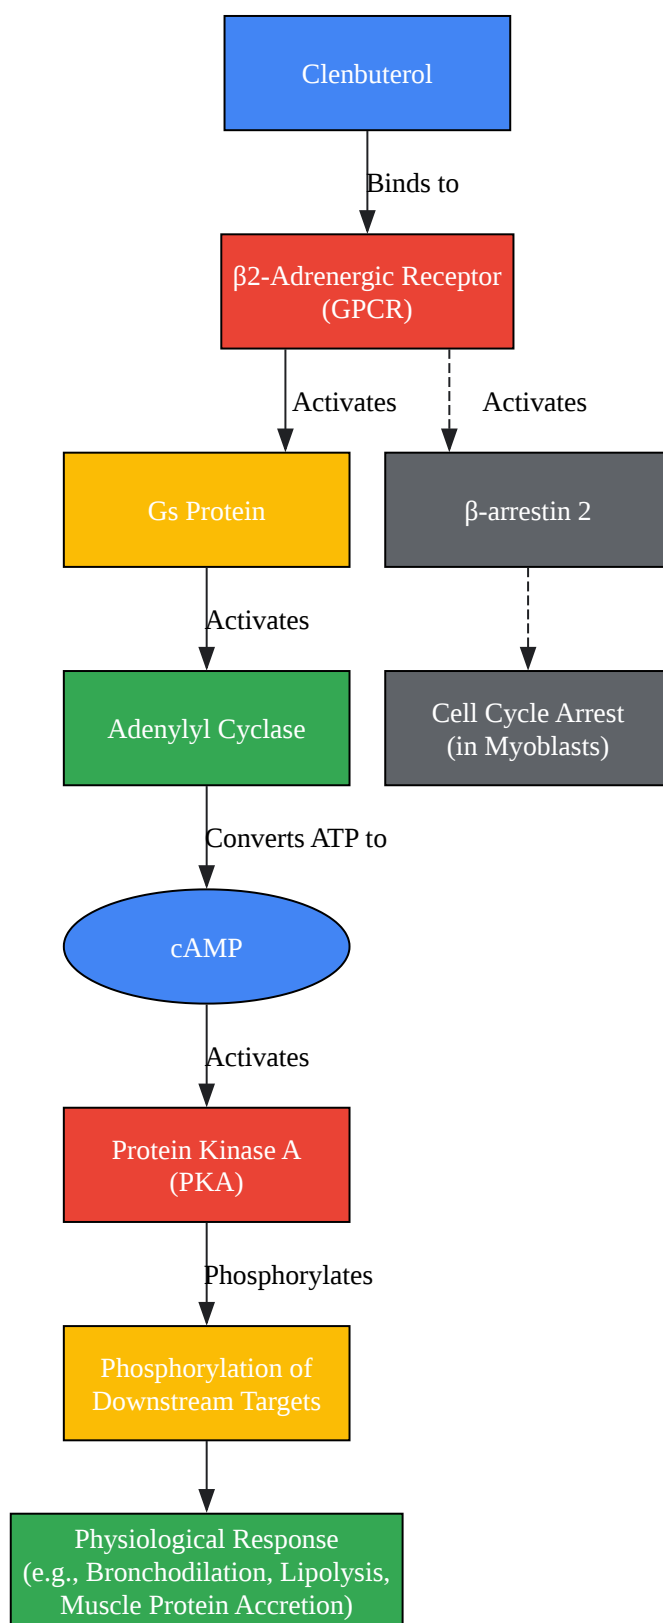 Clenbuterol
Binds to
β2-Adrenergic Receptor
(GPCR)
Activates
Activates
Gs Protein
β-arrestin 2
Activates
Adenylyl Cyclase
Cell Cycle Arrest
(in Myoblasts)
Converts ATP to
cAMP
Activates
Protein Kinase A
(PKA)
Phosphorylates
Phosphorylation of
Downstream Targets
Physiological Response
(e.g., Bronchodilation, Lipolysis,
Muscle Protein Accretion)